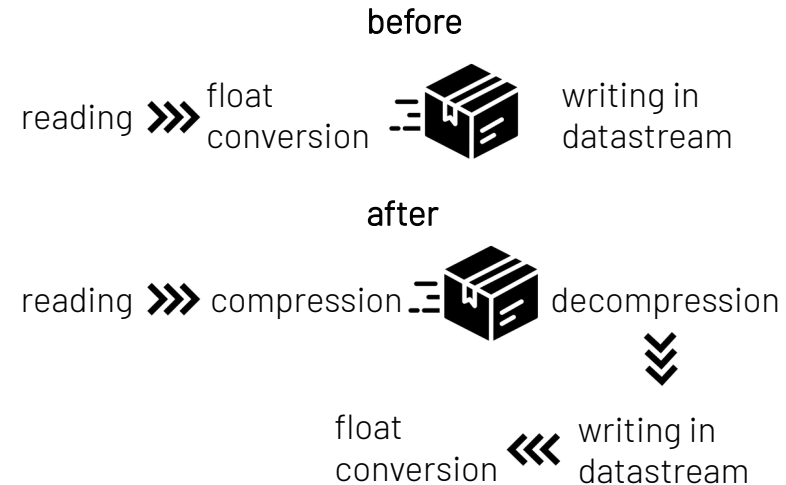 before
reading
float
conversion
writing in
datastream
after
reading
compression
decompression
float
conversion
writing in
datastream